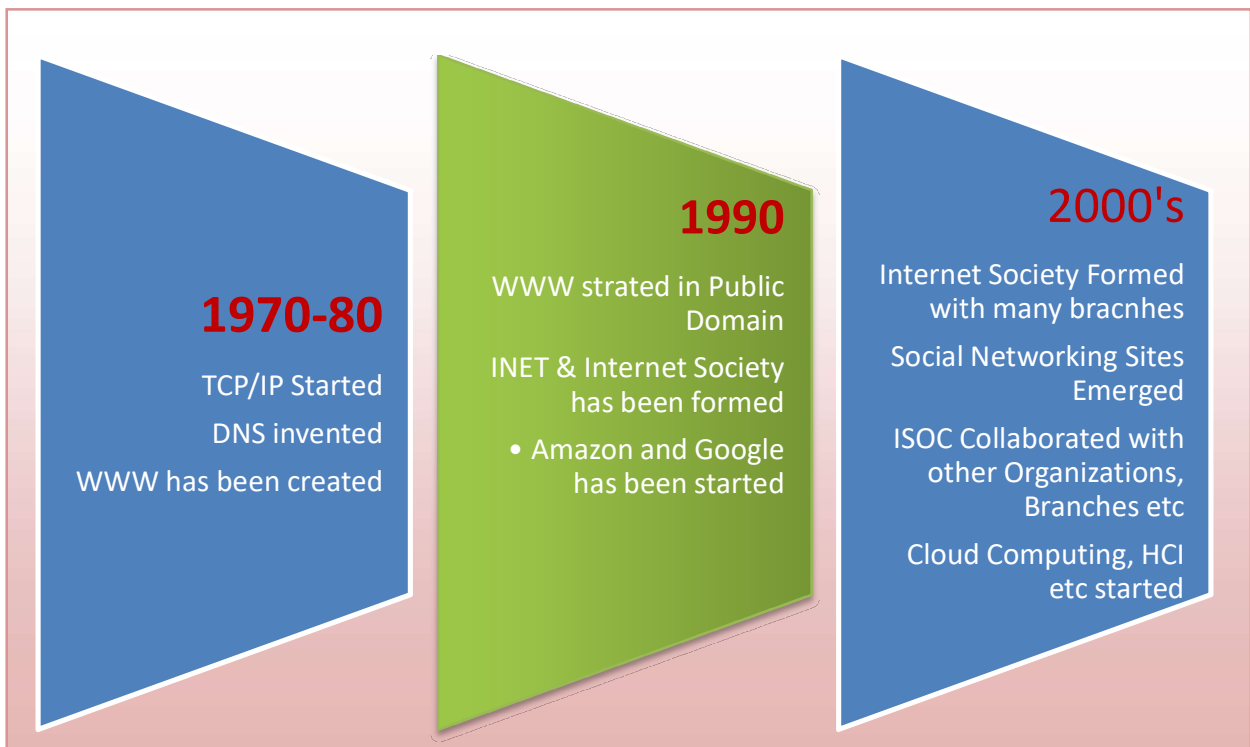 1970-80
TCP/IP Started
DNS invented
WWW has been created
1990
WWW strated in Public
Domain
INET & Internet Society
has been formed
• Amazon and Google
has been started
2000's
Internet Society Formed
with many bracnhes
Social Networking Sites
Emerged
ISOC Collaborated with
other Organizations,
Branches etc
Cloud Computing, HCI
etc started